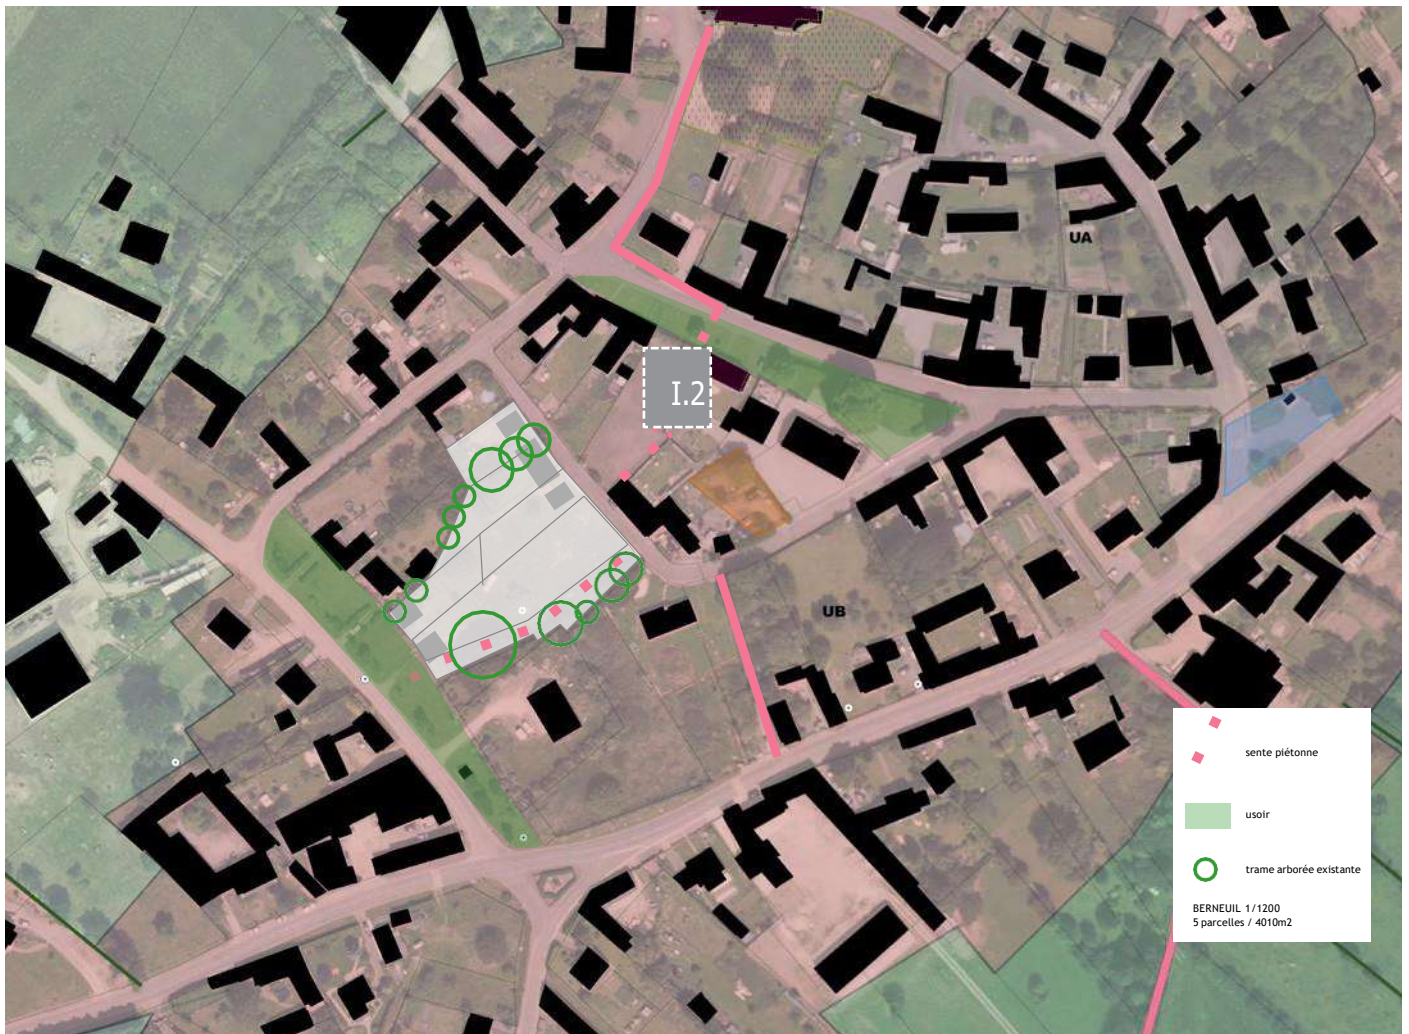 UA
I.2
UB
sente piétonne
usoir
trame arborée existante
BERNEUIL 1/1200
5 parcelles / 4010m2